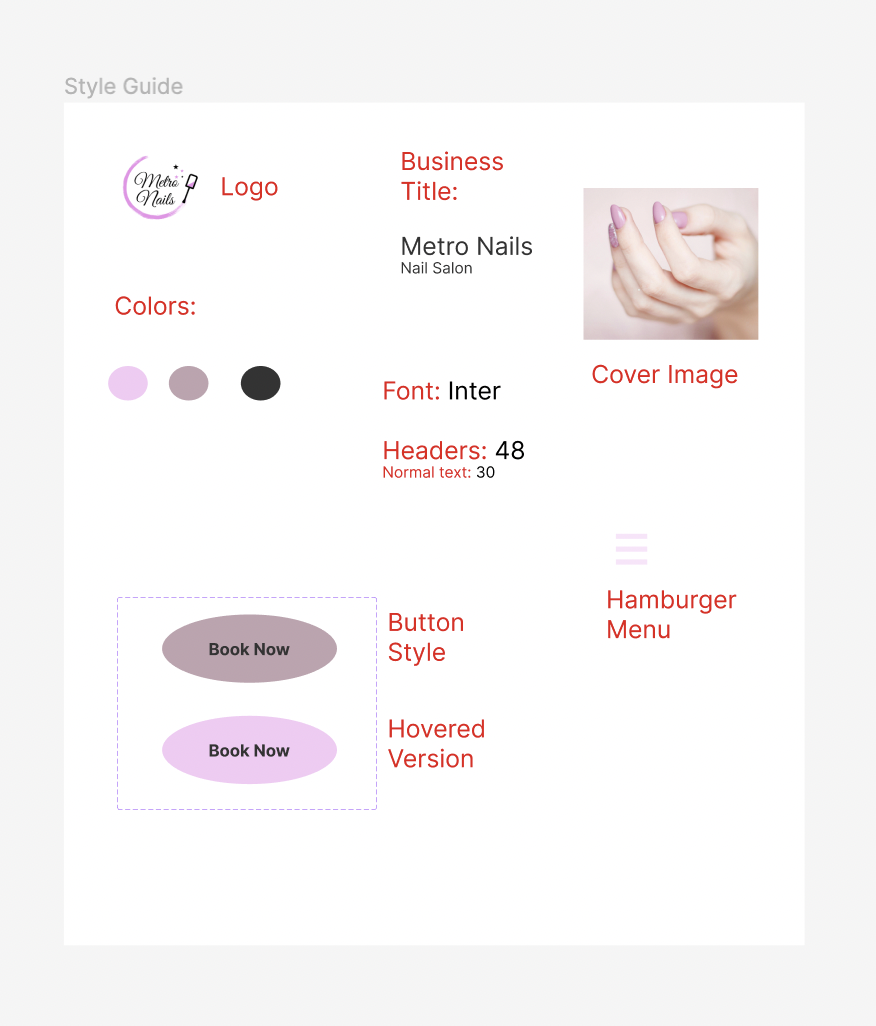 Style Guide
Metro
Nails
Logo
Business
Title:
Metro Nails
Nail Salon
Colors:
Cover Image
Font: Inter
Headers: 48
Normal text: 30
Hamburger
Menu
Book Now
Button
Style
Book Now
Hovered
Version